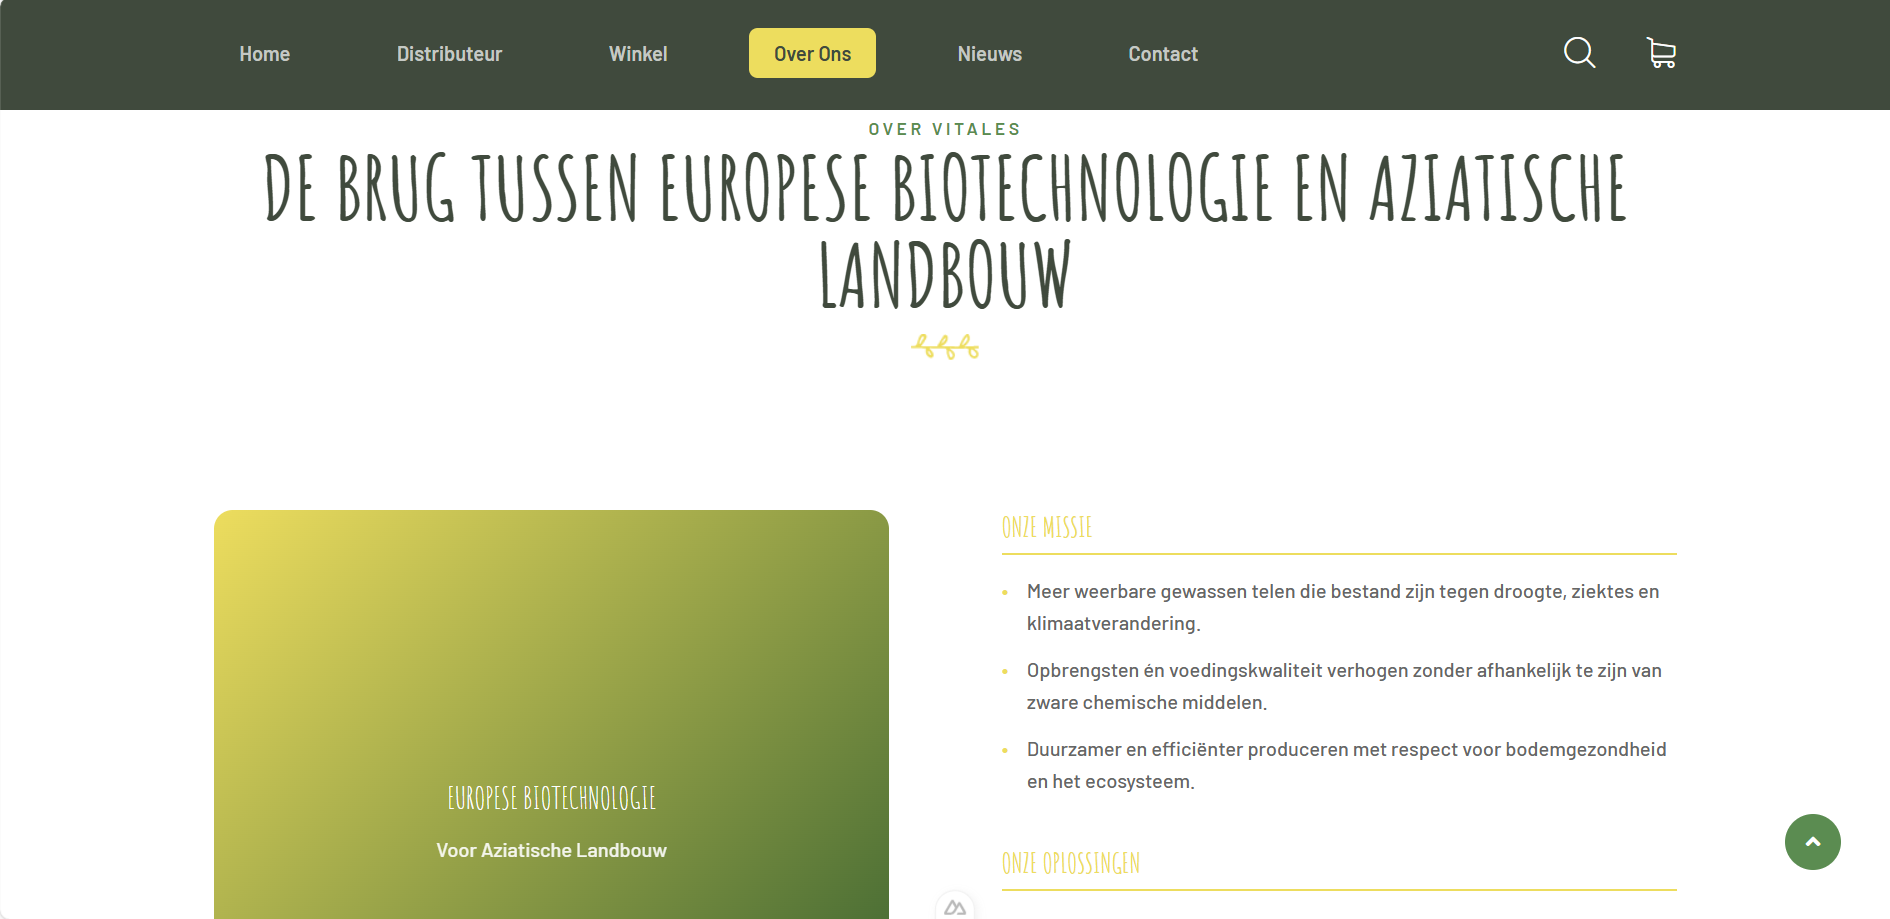 Home
Distributeur
Winkel
Over Ons
Nieuws
Contact
OVER VITALES
DE BRUG TUSSEN EUROPESE BIOTECHNOLOGIE EN AZIATISCHE
LANDBOUW
EUROPESE BIOTECHNOLOGIE
Voor Aziatische Landbouw
ONZE MISSIE
• Meer weerbare gewassen telen die bestand zijn tegen droogte, ziektes en
klimaatverandering.
• Opbrengsten én voedingskwaliteit verhogen zonder afhankelijk te zijn van
zware chemische middelen.
• Duurzamer en efficiënter produceren met respect voor bodemgezondheid
en het ecosysteem.
ONZE OPLOSSINGEN